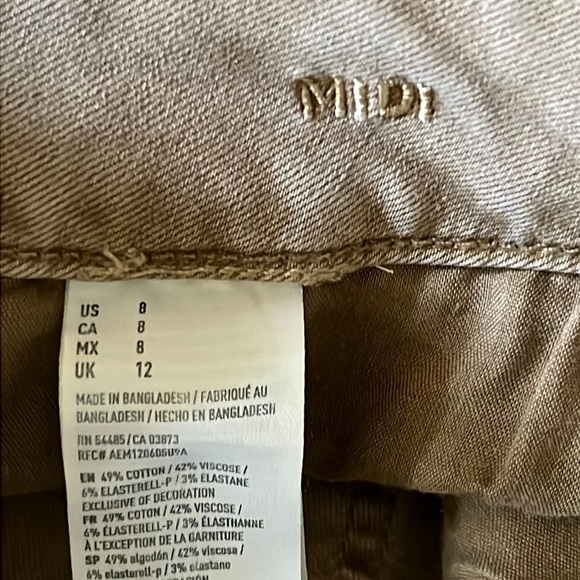 MIDI
US 8
CA 8
MX 8
UK 12
MADE IN BANGLADESH / FABRIQUÉ AU
BANGLADESH / HECHO EN BANGLADESH
RN 54485 / CA 03873
RFC# AEM120606SU9A
EN 49% COTTON / 42% VISCOSE /
6% ELASTERELL-P / 3% ELASTANE
EXCLUSIVE OF DECORATION
FR 49% COTON / 42% VISCOSE /
6% ÉLASTERELL-P / 3% ÉLASTHANNE
À L'EXCEPTION DE LA GARNITURE
SP 49% algodón / 42% viscosa /
6% elasterell-p / 3% elastano